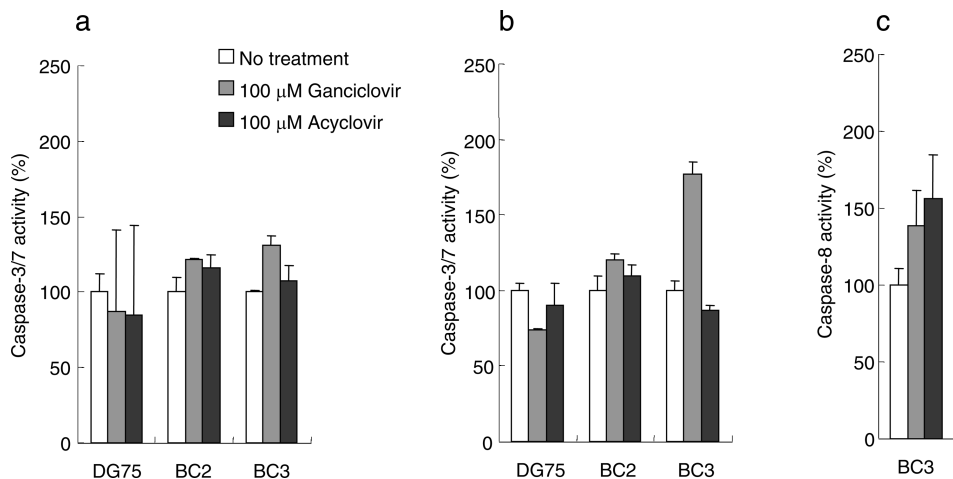 a
Caspase-3/7 activity (%)
250
200
150
100
50
0
No treatment
100 μM Ganciclovir
100 μM Acyclovir
DG75 BC2 BC3
b
Caspase-3/7 activity (%)
250
200
150
100
50
0
DG75 BC2 BC3
c
Caspase-8 activity (%)
250
200
150
100
50
0
BC3